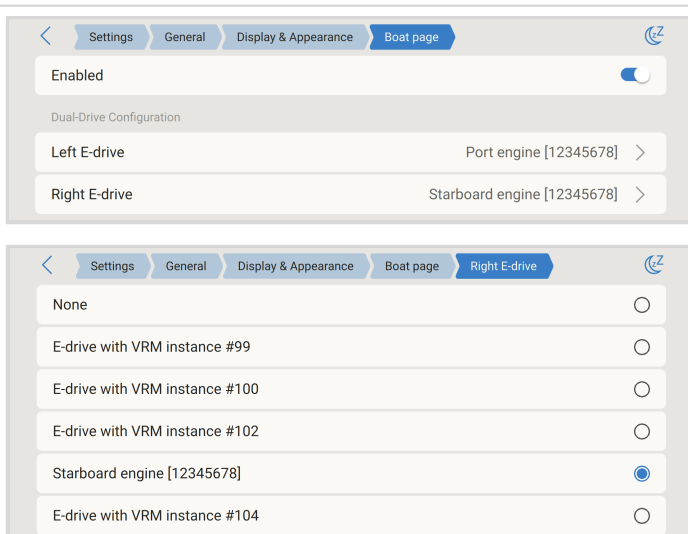 Settings General Display & Appearance Boat page
Enabled
Dual-Drive Configuration
Left E-drive Port engine [12345678]
Right E-drive Starboard engine [12345678]
Settings General Display & Appearance Boat page Right E-drive
None
E-drive with VRM instance #99
E-drive with VRM instance #100
E-drive with VRM instance #102
Starboard engine [12345678]
E-drive with VRM instance #104